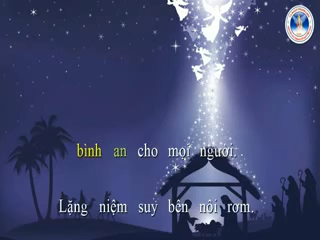 bình an cho mọi người.
Lặng niệm suy bên nôi rơm.